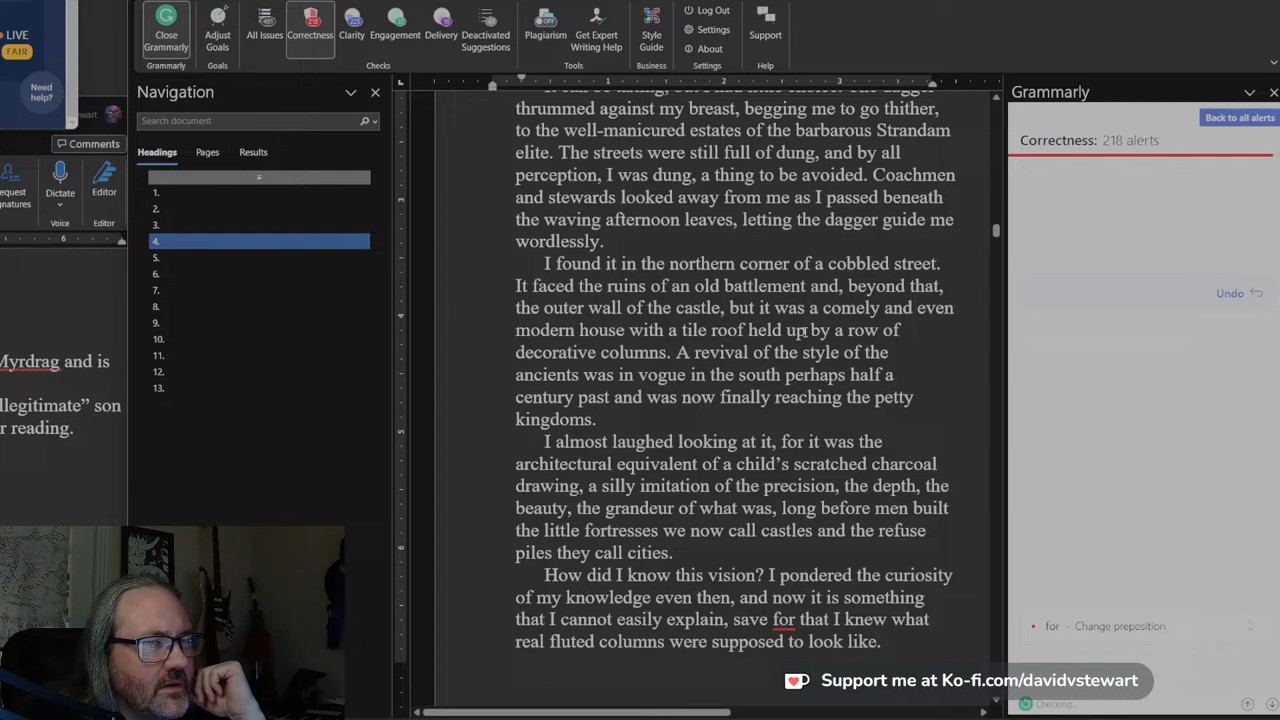 LIVE
FAIR
Need
help?
wart
Comments
equest
gnatures
Dictate
Editor
Voice
Editor
6
Myrdrag and is
llegitimate” son
r reading.
Close
Grammarly
Adjust
Goals
All Issues
Correctness
Clarity
Engagement
Delivery
Deactivated
Suggestions
Plagiarism
Get Expert
Writing Help
Style
Guide
Log Out
Settings
About
Support
491
218
225
OFF
Grammarly
Goals
Checks
Tools
Business
Settings
Help
Navigation
Search document
Headings
Pages
Results
1.
2.
3.
4.
5.
6.
7.
8.
9.
10.
11.
12.
13.
1
2
3
thrummed against my breast, begging me to go thither,
to the well-manicured estates of the barbarous Strandam
elite. The streets were still full of dung, and by all
perception, I was dung, a thing to be avoided. Coachmen
and stewards looked away from me as I passed beneath
the waving afternoon leaves, letting the dagger guide me
wordlessly.
I found it in the northern corner of a cobbled street.
It faced the ruins of an old battlement and, beyond that,
the outer wall of the castle, but it was a comely and even
modern house with a tile roof held up by a row of
decorative columns. A revival of the style of the
ancients was in vogue in the south perhaps half a
century past and was now finally reaching the petty
kingdoms.
I almost laughed looking at it, for it was the
architectural equivalent of a child’s scratched charcoal
drawing, a silly imitation of the precision, the depth, the
beauty, the grandeur of what was, long before men built
the little fortresses we now call castles and the refuse
piles they call cities.
How did I know this vision? I pondered the curiosity
of my knowledge even then, and now it is something
that I cannot easily explain, save for that I knew what
real fluted columns were supposed to look like.
Grammarly
Back to all alerts
Correctness: 218 alerts
Undo
for · Change preposition
Checking...
Support me at Ko-fi.com/davidvstewart